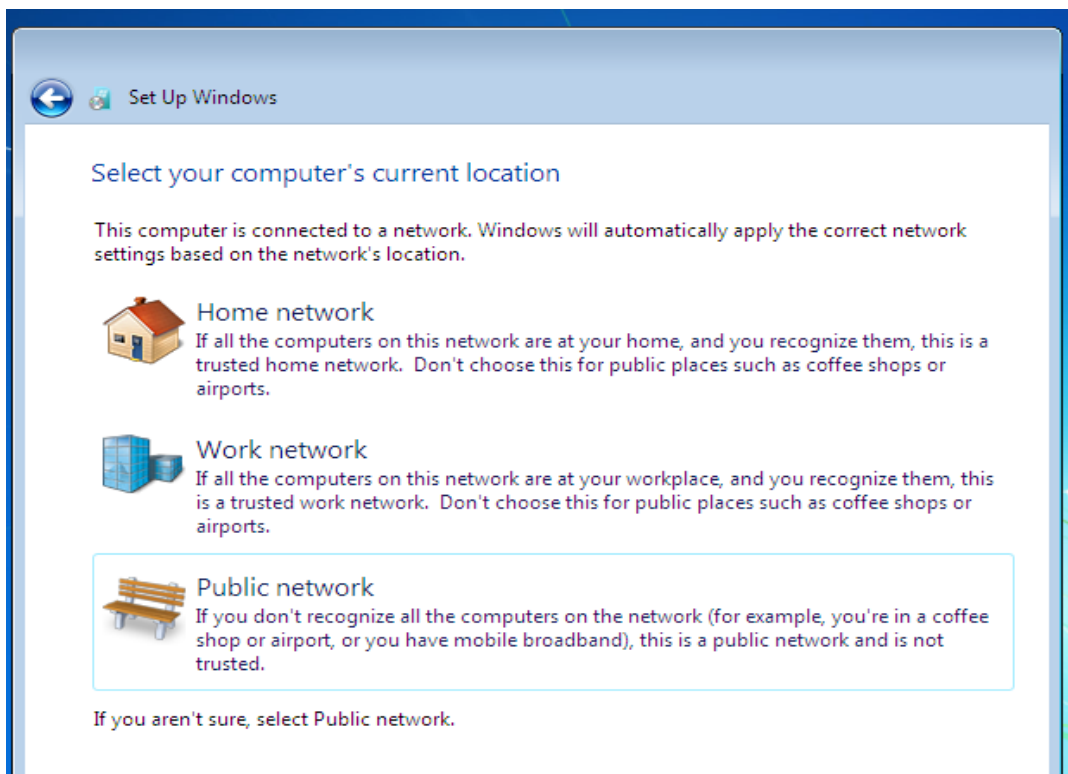 Set Up Windows
Select your computer's current location
This computer is connected to a network. Windows will automatically apply the correct network
settings based on the network's location.
Home network
If all the computers on this network are at your home, and you recognize them, this is a
trusted home network.  Don't choose this for public places such as coffee shops or
airports.
Work network
If all the computers on this network are at your workplace, and you recognize them, this
is a trusted work network.  Don't choose this for public places such as coffee shops or
airports.
Public network
If you don't recognize all the computers on the network (for example, you're in a coffee
shop or airport, or you have mobile broadband), this is a public network and is not
trusted.
If you aren't sure, select Public network.